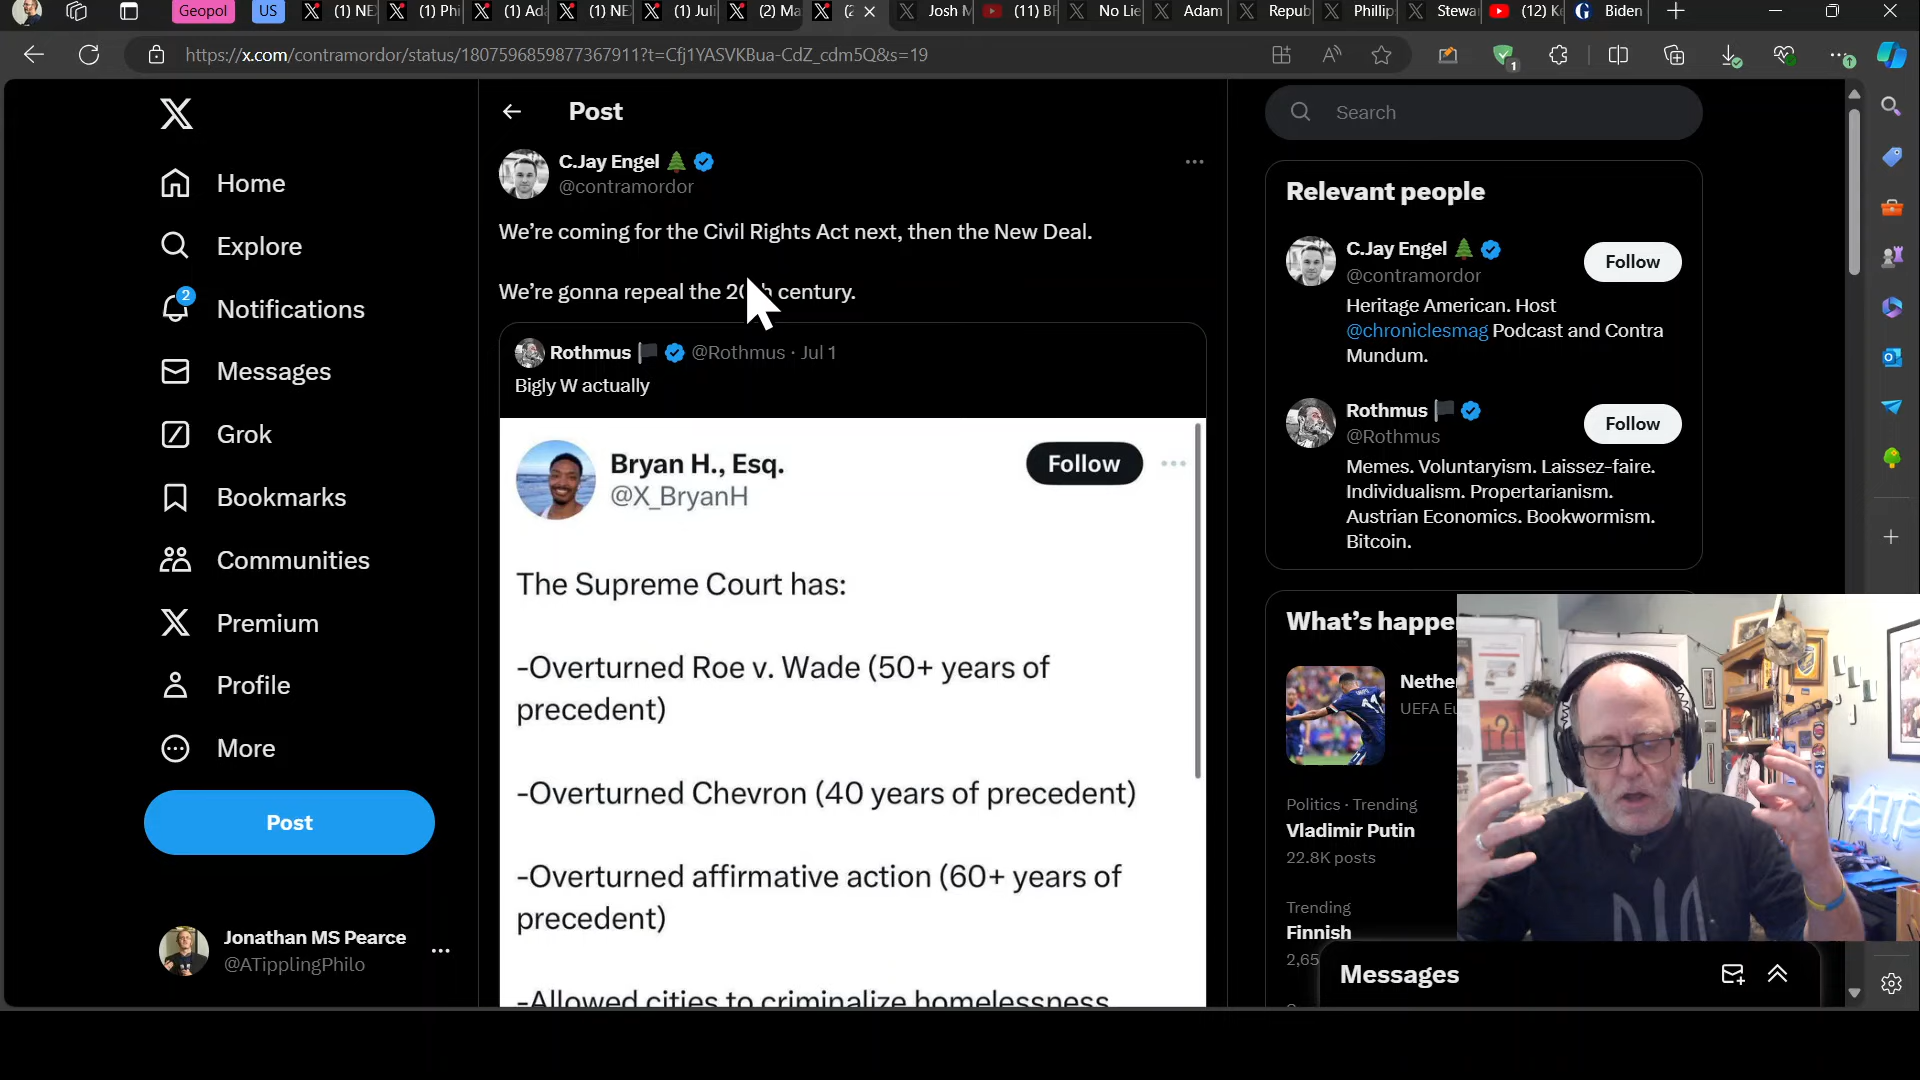 Geopol
US
(1) NE
(1) Phi
(1) Ad
(1) NE
(1) Juli
(2) Ma
Josh M
No Lie
Adam
Repub
Phillip
Stewa
Biden
https://x.com/contramordor/status/1807596859877367911?t=Cfj1YASVKBua-CdZ_cdm5Q&s=19
1
Home
Explore
2
Notifications
Messages
Grok
Bookmarks
Communities
Premium
Profile
More
Post
Jonathan MS Pearce
@ATipplingPhilo
Post
C.Jay Engel
@contramordor
We're coming for the Civil Rights Act next, then the New Deal.
We're gonna repeal the 20th century.
Rothmus @Rothmus · Jul 1
Bigly W actually
Bryan H., Esq.
@X_BryanH
Follow
The Supreme Court has:
-Overturned Roe v. Wade (50+ years of
precedent)
-Overturned Chevron (40 years of precedent)
-Overturned affirmative action (60+ years of
precedent)
-Allowed cities to criminalize homelessness
Search
Relevant people
C.Jay Engel
@contramordor
Follow
Heritage American. Host
@chroniclesmag Podcast and Contra
Mundum.
Rothmus
@Rothmus
Follow
Memes. Voluntaryism. Laissez-faire.
Individualism. Propertarianism.
Austrian Economics. Bookwormism.
Bitcoin.
What's happe
Nethe
UEFA Eu
Politics · Trending
Vladimir Putin
22.8K posts
Trending
Finnish
2,65
Messages
ATP